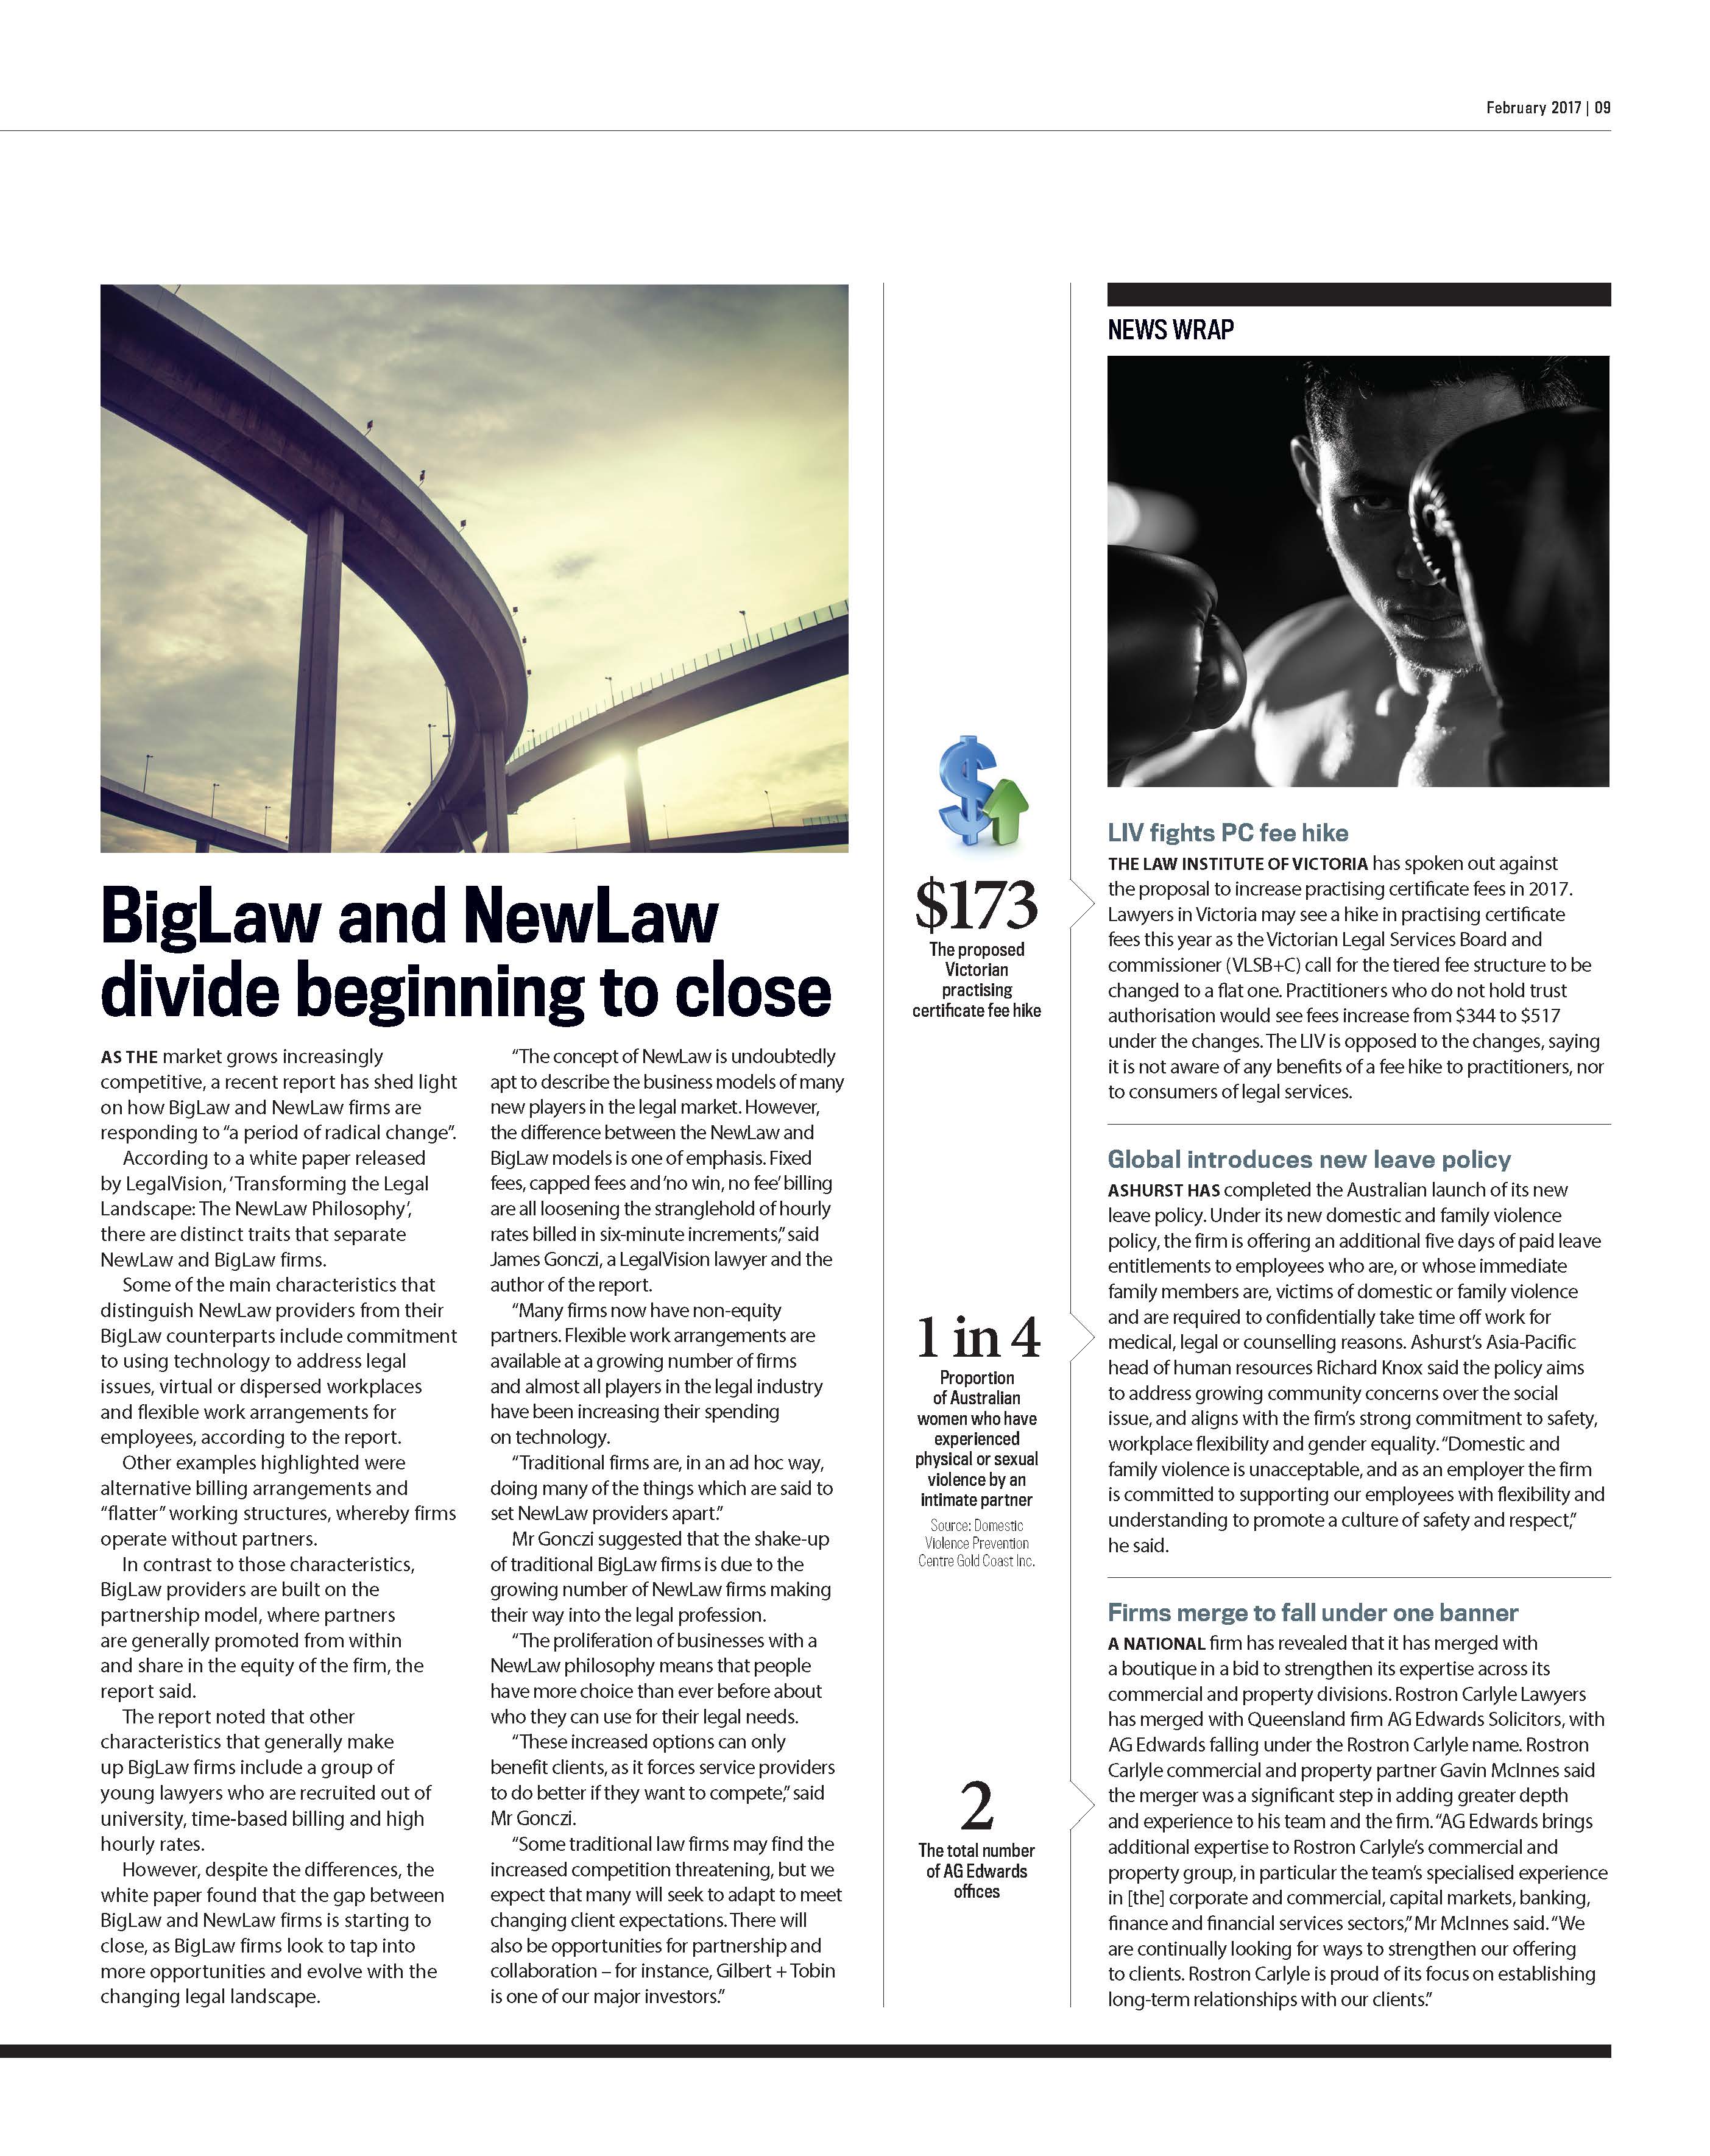 February 2017 | 09
BigLaw and NewLaw
divide beginning to close
AS THE market grows increasingly
competitive, a recent report has shed light
on how BigLaw and NewLaw firms are
responding to “a period of radical change”.
According to a white paper released
by LegalVision, ‘Transforming the Legal
Landscape: The NewLaw Philosophy’,
there are distinct traits that separate
NewLaw and BigLaw firms.
Some of the main characteristics that
distinguish NewLaw providers from their
BigLaw counterparts include commitment
to using technology to address legal
issues, virtual or dispersed workplaces
and flexible work arrangements for
employees, according to the report.
Other examples highlighted were
alternative billing arrangements and
“flatter” working structures, whereby firms
operate without partners.
In contrast to those characteristics,
BigLaw providers are built on the
partnership model, where partners
are generally promoted from within
and share in the equity of the firm, the
report said.
The report noted that other
characteristics that generally make
up BigLaw firms include a group of
young lawyers who are recruited out of
university, time-based billing and high
hourly rates.
However, despite the differences, the
white paper found that the gap between
BigLaw and NewLaw firms is starting to
close, as BigLaw firms look to tap into
more opportunities and evolve with the
changing legal landscape.
“The concept of NewLaw is undoubtedly
apt to describe the business models of many
new players in the legal market. However,
the difference between the NewLaw and
BigLaw models is one of emphasis. Fixed
fees, capped fees and ‘no win, no fee’ billing
are all loosening the stranglehold of hourly
rates billed in six-minute increments,” said
James Gonczi, a LegalVision lawyer and the
author of the report.
“Many firms now have non-equity
partners. Flexible work arrangements are
available at a growing number of firms
and almost all players in the legal industry
have been increasing their spending
on technology.
“Traditional firms are, in an ad hoc way,
doing many of the things which are said to
set NewLaw providers apart.”
Mr Gonczi suggested that the shake-up
of traditional BigLaw firms is due to the
growing number of NewLaw firms making
their way into the legal profession.
“The proliferation of businesses with a
NewLaw philosophy means that people
have more choice than ever before about
who they can use for their legal needs.
“These increased options can only
benefit clients, as it forces service providers
to do better if they want to compete,” said
Mr Gonczi.
“Some traditional law firms may find the
increased competition threatening, but we
expect that many will seek to adapt to meet
changing client expectations. There will
also be opportunities for partnership and
collaboration – for instance, Gilbert + Tobin
is one of our major investors.”
$173
The proposed
Victorian
practising
certificate fee hike
1 in 4
Proportion
of Australian
women who have
experienced
physical or sexual
violence by an
intimate partner
Source: Domestic
Violence Prevention
Centre Gold Coast Inc.
2
The total number
of AG Edwards
offices
NEWS WRAP
LIV fights PC fee hike
THE LAW INSTITUTE OF VICTORIA has spoken out against
the proposal to increase practising certificate fees in 2017.
Lawyers in Victoria may see a hike in practising certificate
fees this year as the Victorian Legal Services Board and
commissioner (VLSB+C) call for the tiered fee structure to be
changed to a flat one. Practitioners who do not hold trust
authorisation would see fees increase from $344 to $517
under the changes. The LIV is opposed to the changes, saying
it is not aware of any benefits of a fee hike to practitioners, nor
to consumers of legal services.
Global introduces new leave policy
ASHURST HAS completed the Australian launch of its new
leave policy. Under its new domestic and family violence
policy, the firm is offering an additional five days of paid leave
entitlements to employees who are, or whose immediate
family members are, victims of domestic or family violence
and are required to confidentially take time off work for
medical, legal or counselling reasons. Ashurst’s Asia-Pacific
head of human resources Richard Knox said the policy aims
to address growing community concerns over the social
issue, and aligns with the firm’s strong commitment to safety,
workplace flexibility and gender equality. “Domestic and
family violence is unacceptable, and as an employer the firm
is committed to supporting our employees with flexibility and
understanding to promote a culture of safety and respect,”
he said.
Firms merge to fall under one banner
A NATIONAL firm has revealed that it has merged with
a boutique in a bid to strengthen its expertise across its
commercial and property divisions. Rostron Carlyle Lawyers
has merged with Queensland firm AG Edwards Solicitors, with
AG Edwards falling under the Rostron Carlyle name. Rostron
Carlyle commercial and property partner Gavin McInnes said
the merger was a significant step in adding greater depth
and experience to his team and the firm. “AG Edwards brings
additional expertise to Rostron Carlyle’s commercial and
property group, in particular the team’s specialised experience
in [the] corporate and commercial, capital markets, banking,
finance and financial services sectors,” Mr McInnes said. “We
are continually looking for ways to strengthen our offering
to clients. Rostron Carlyle is proud of its focus on establishing
long-term relationships with our clients.”